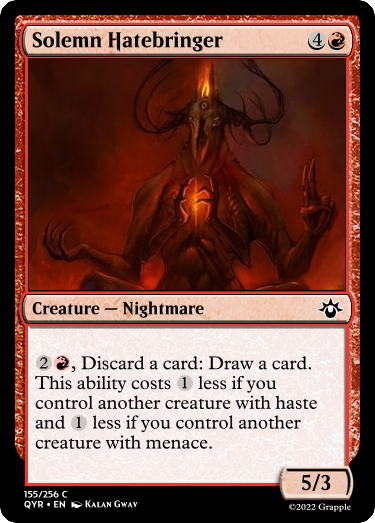 Solemn Hatebringer 4
Creature — Nightmare
2 , Discard a card: Draw a card.
This ability costs 1 less if you
control another creature with haste
and 1 less if you control another
creature with menace.
5/3
155/256 C
QYR • EN Kalan Gwav
©2022 Grapple